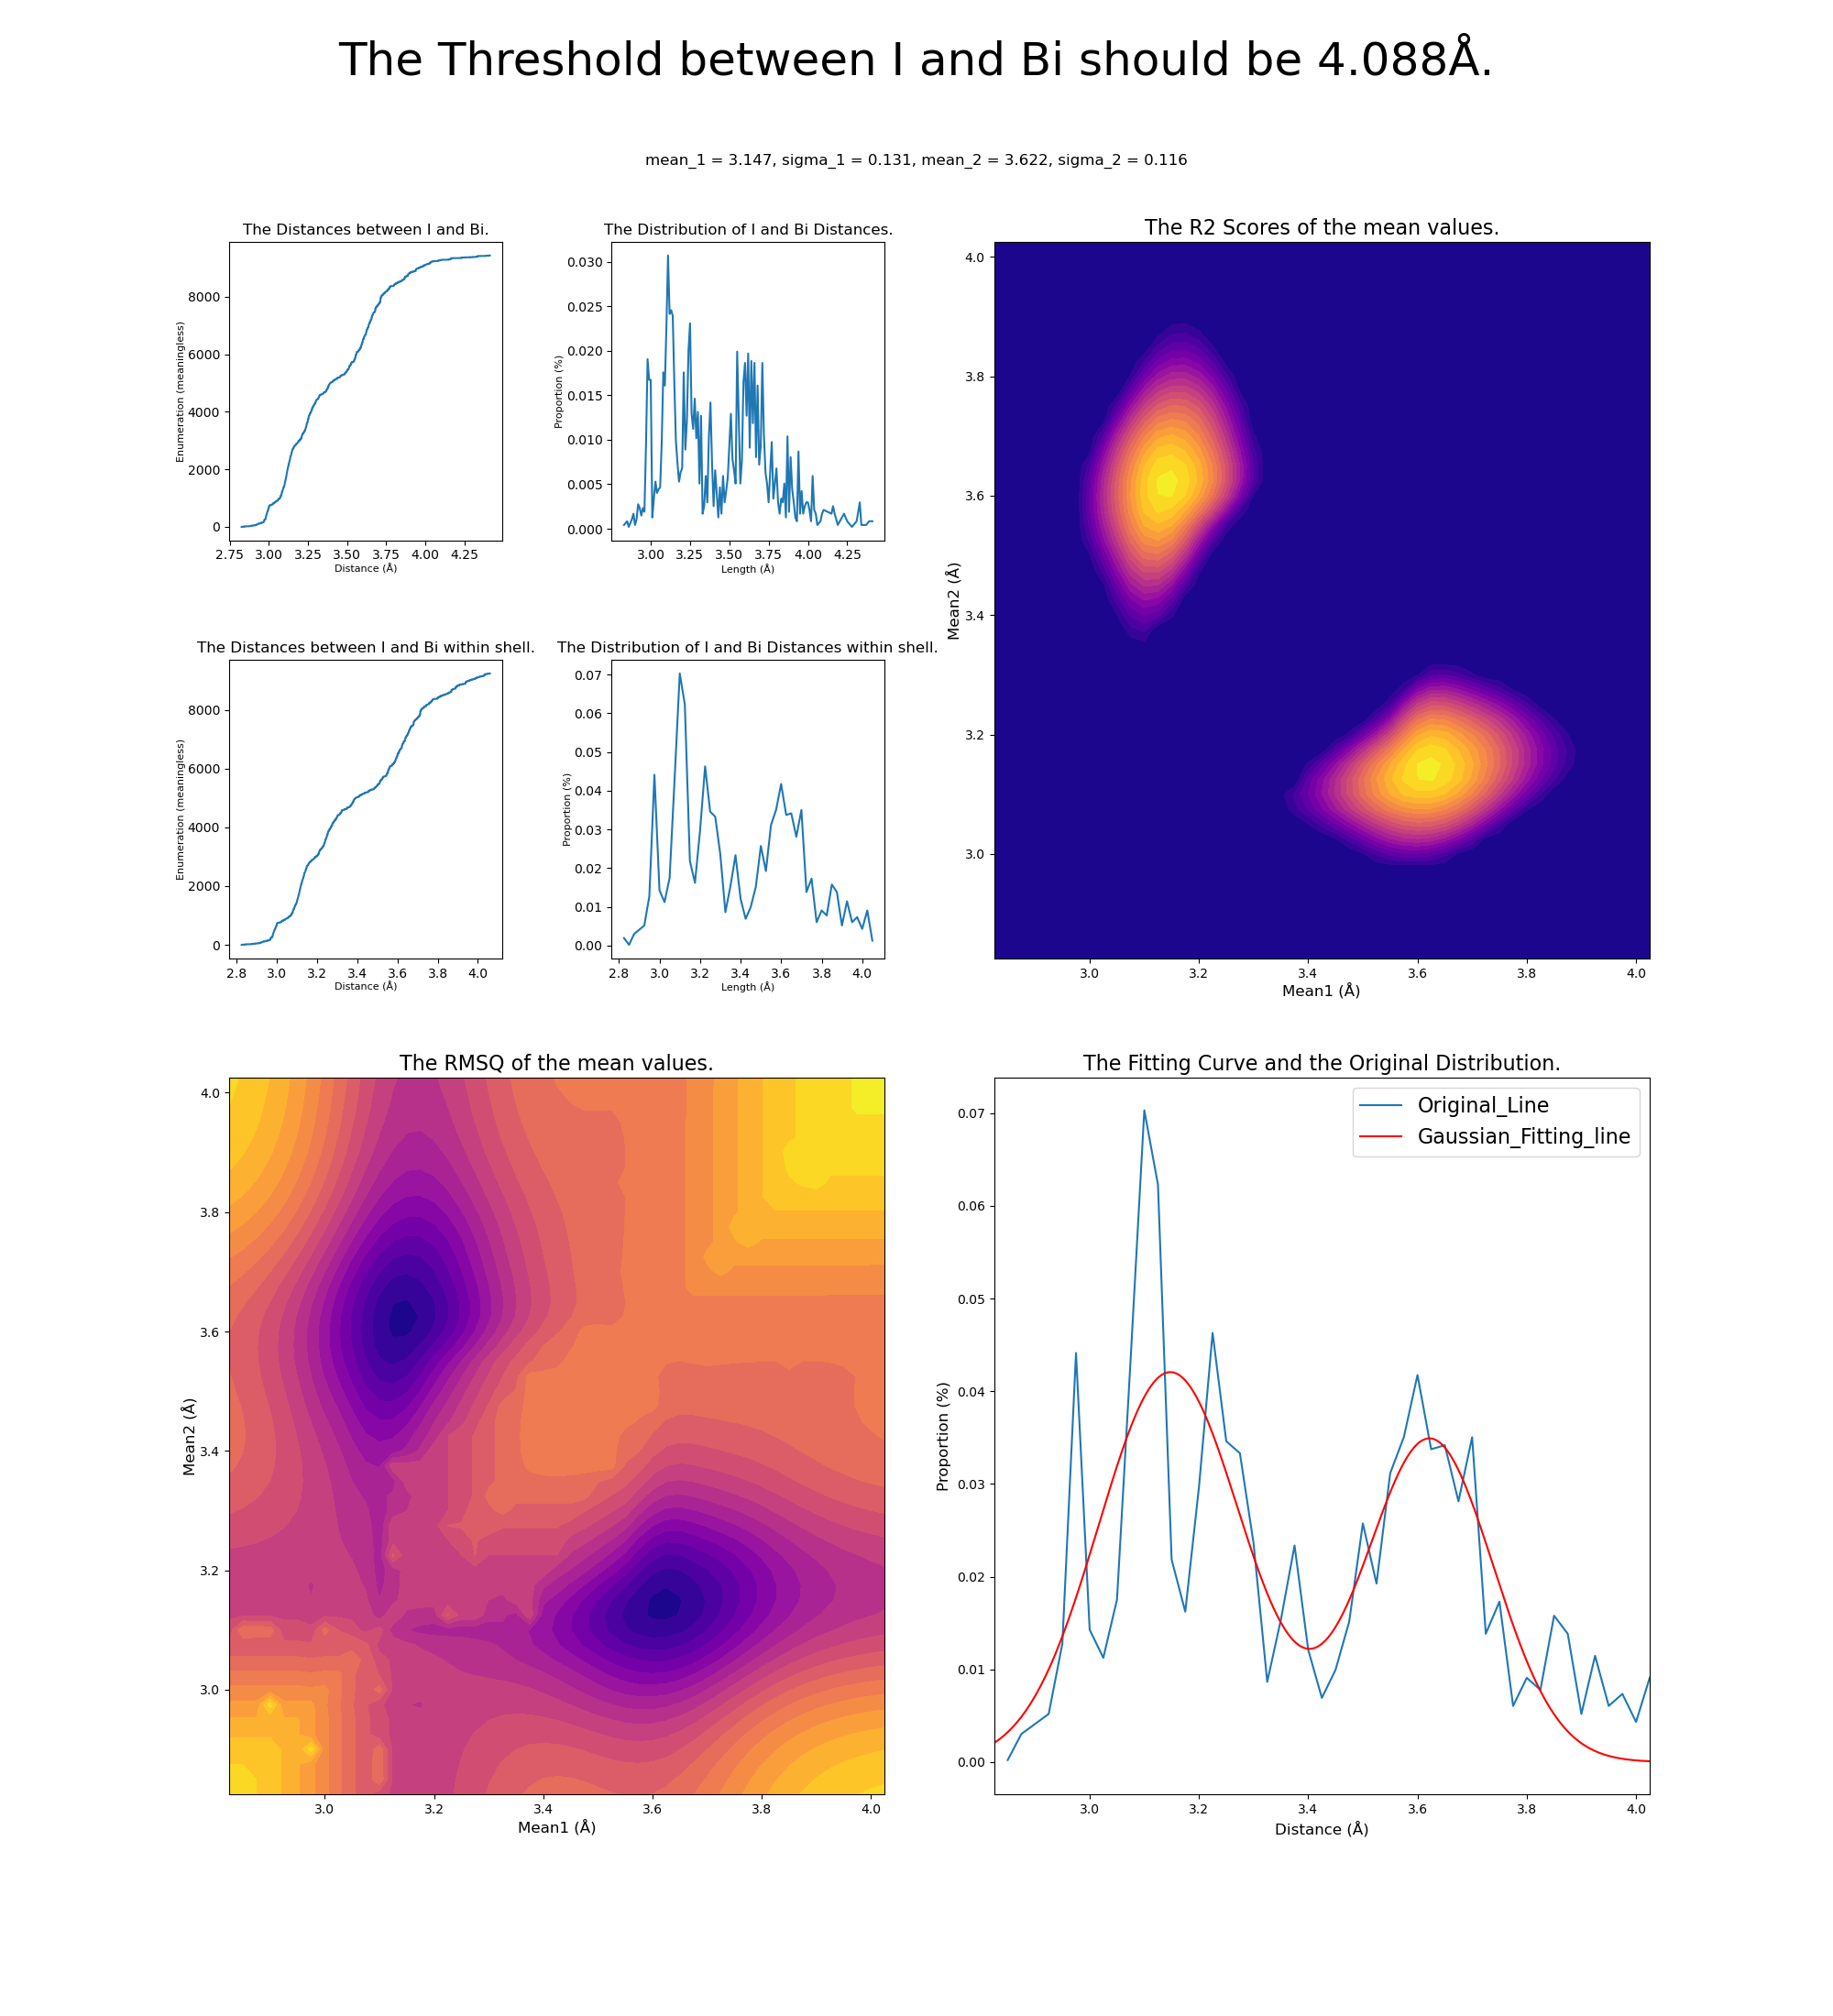 The Threshold between I and Bi should be 4.088Å.
mean_1 = 3.147, sigma_1 = 0.131, mean_2 = 3.622, sigma_2 = 0.116
The Distances between I and Bi.
Enumeration (meaningless)
8000
6000
4000
2000
0
2.75 3.00 3.25 3.50 3.75 4.00 4.25
Distance (Å)
The Distribution of I and Bi Distances.
Proportion (%)
0.030
0.025
0.020
0.015
0.010
0.005
0.000
3.00 3.25 3.50 3.75 4.00 4.25
Length (Å)
The R2 Scores of the mean values.
Mean2 (Å)
4.0
3.8
3.6
3.4
3.2
3.0
3.0 3.2 3.4 3.6 3.8 4.0
Mean1 (Å)
The Distances between I and Bi within shell.
Enumeration (meaningless)
8000
6000
4000
2000
0
2.8 3.0 3.2 3.4 3.6 3.8 4.0
Distance (Å)
The Distribution of I and Bi Distances within shell.
Proportion (%)
0.07
0.06
0.05
0.04
0.03
0.02
0.01
0.00
2.8 3.0 3.2 3.4 3.6 3.8 4.0
Length (Å)
The RMSQ of the mean values.
Mean2 (Å)
4.0
3.8
3.6
3.4
3.2
3.0
3.0 3.2 3.4 3.6 3.8 4.0
Mean1 (Å)
The Fitting Curve and the Original Distribution.
Original_Line
Gaussian_Fitting_line
Proportion (%)
0.07
0.06
0.05
0.04
0.03
0.02
0.01
0.00
3.0 3.2 3.4 3.6 3.8 4.0
Distance (Å)